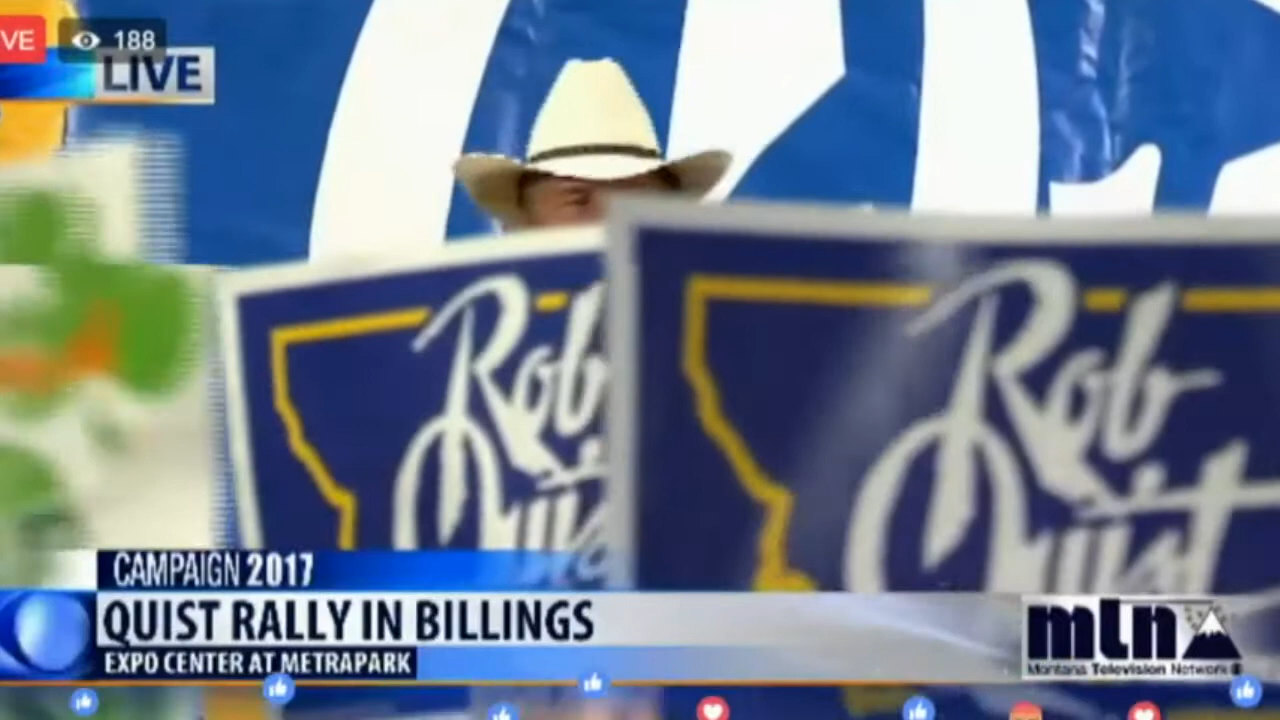 VE
188
LIVE
Rob
Quist
Rob
Quist
CAMPAIGN 2017
QUIST RALLY IN BILLINGS
EXPO CENTER AT METRAPARK
mtn
Montana Television Network